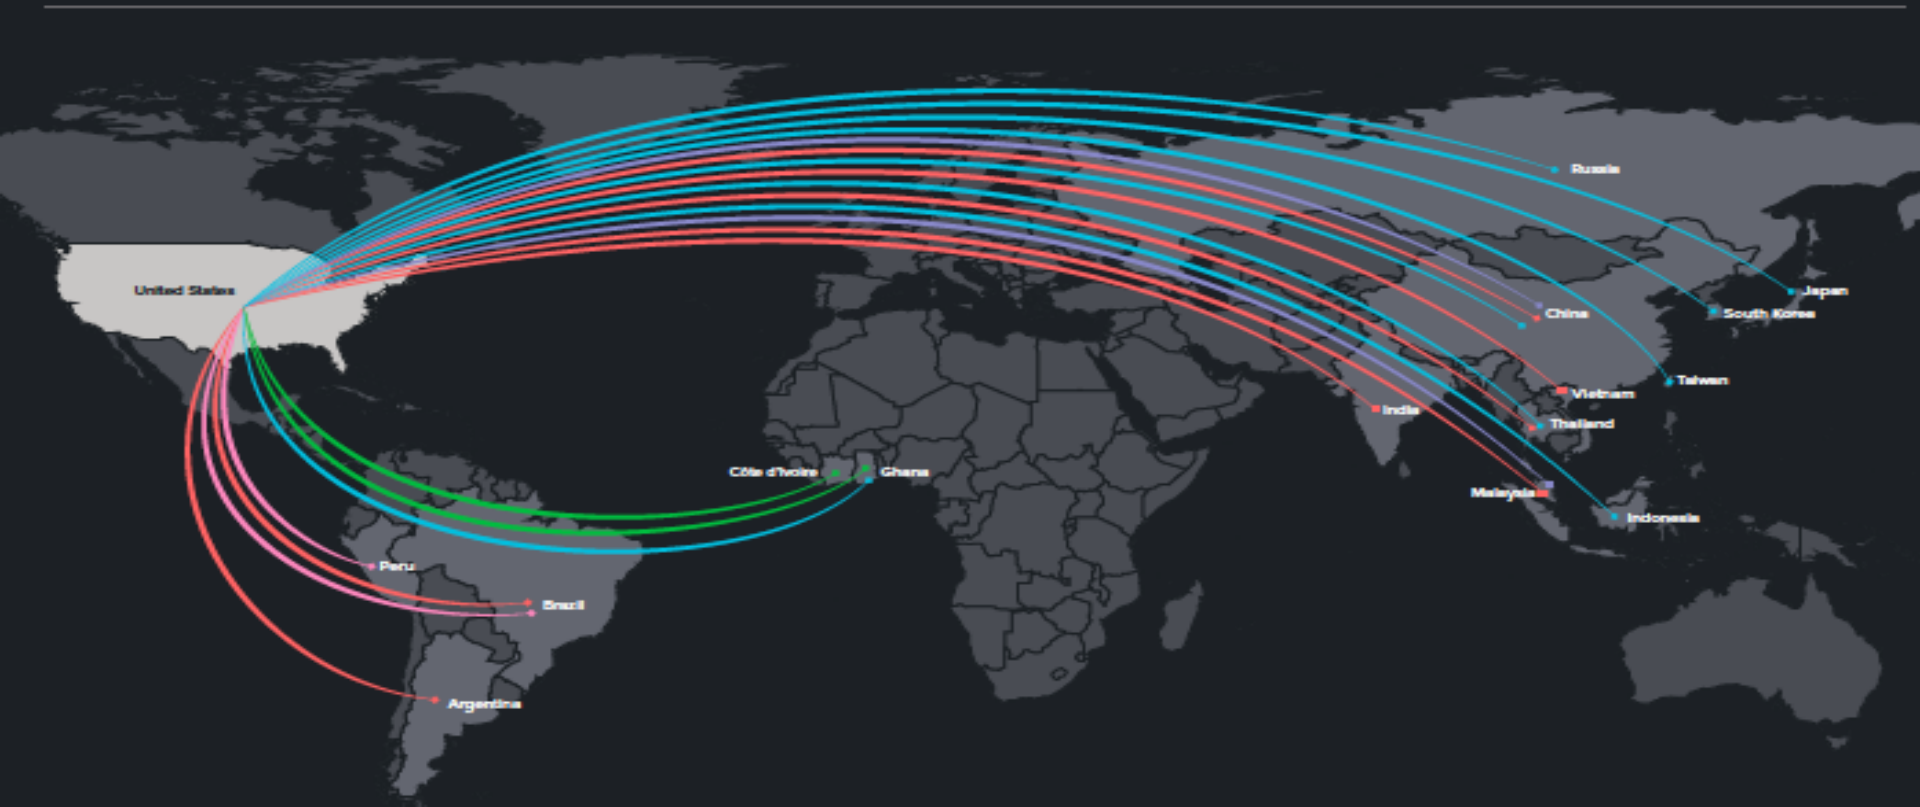 Russia
United States
Japan
China
South Korea
Taiwan
Vietnam
India
Thailand
Côte d'Ivoire
Ghana
Malaysia
Indonesia
Peru
Brazil
Argentina